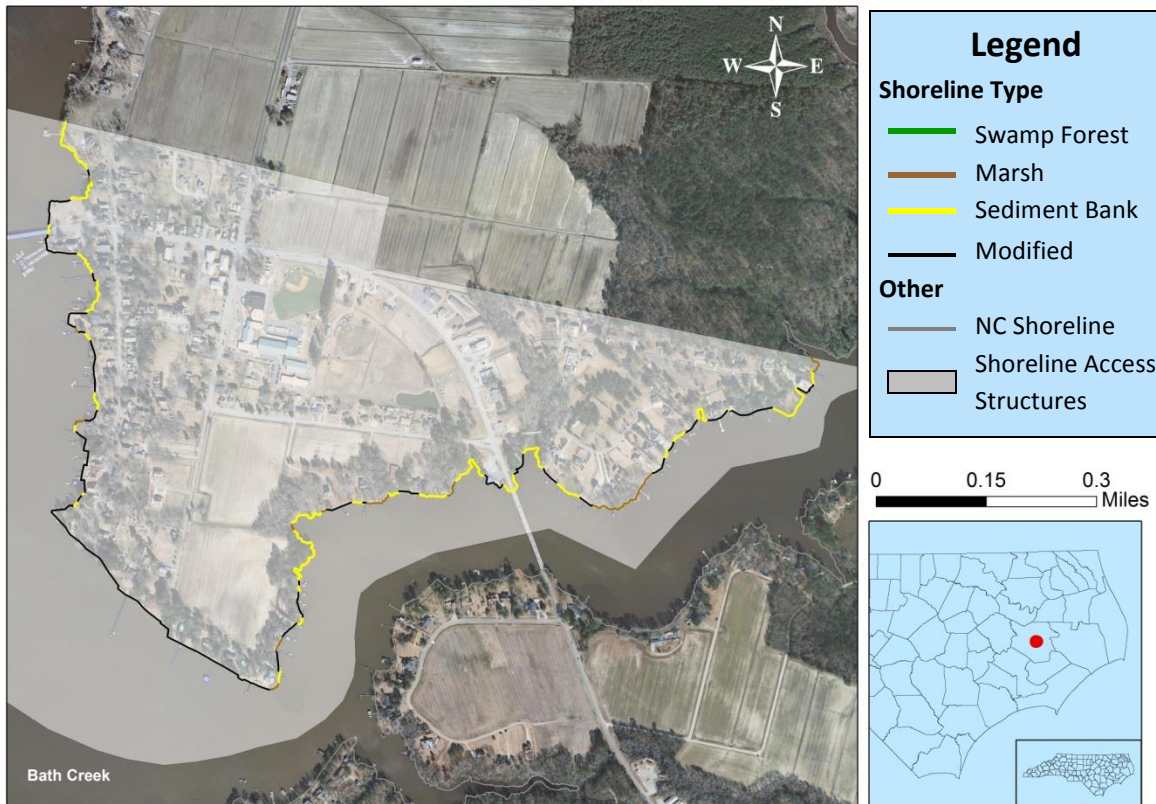 N
W E
S
Bath Creek
Legend
Shoreline Type
Swamp Forest
Marsh
Sediment Bank
Modified
Other
NC Shoreline
Shoreline Access
Structures
0 0.15 0.3
Miles